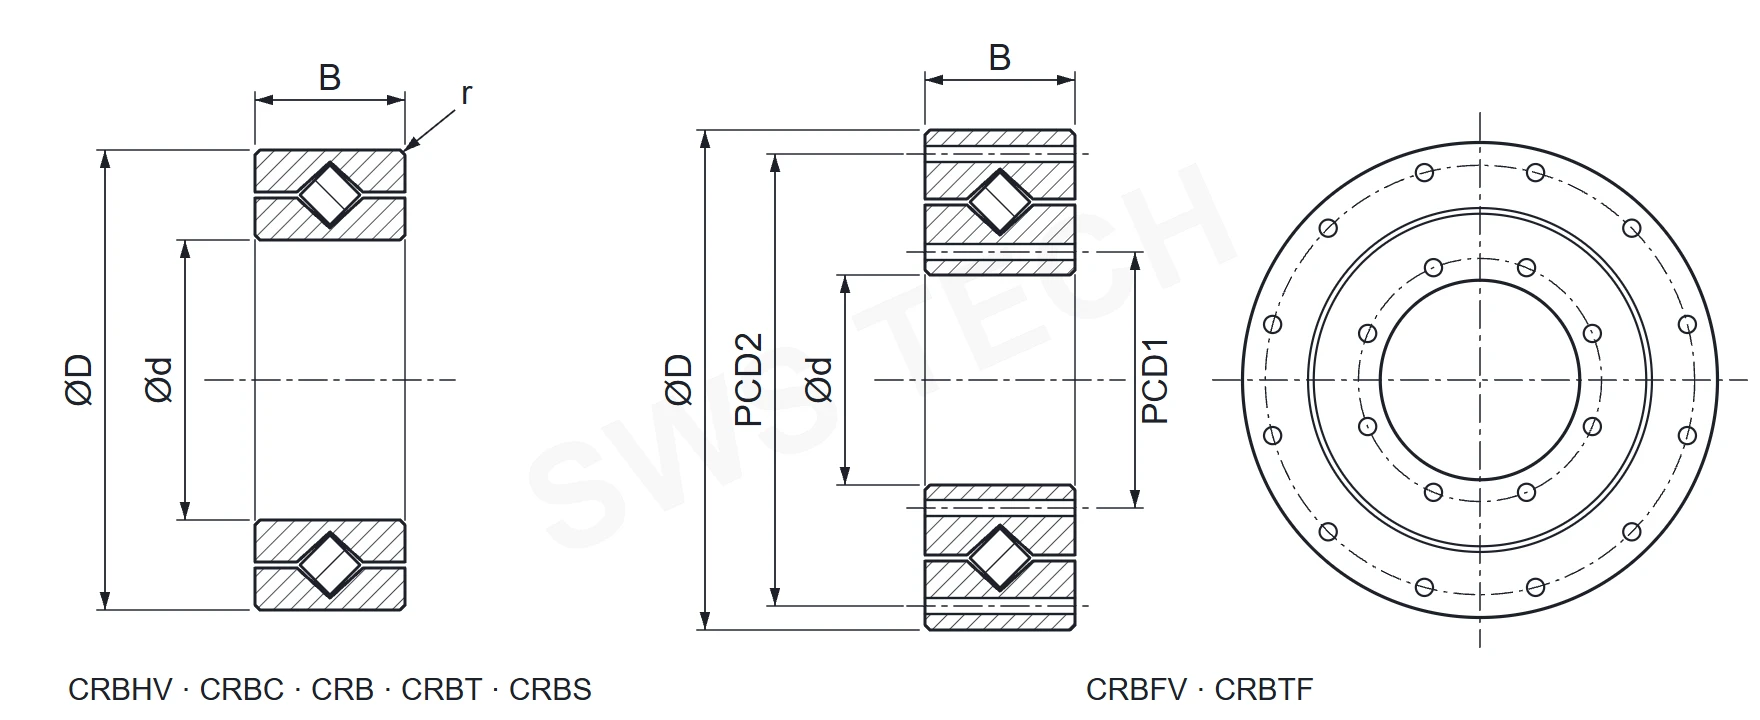 B
r
ØD
Ød
B
ØD
PCD2
Ød
PCD1
SWS TECH
CRBHV · CRBC · CRB · CRBT · CRBS
CRBFV · CRBTF